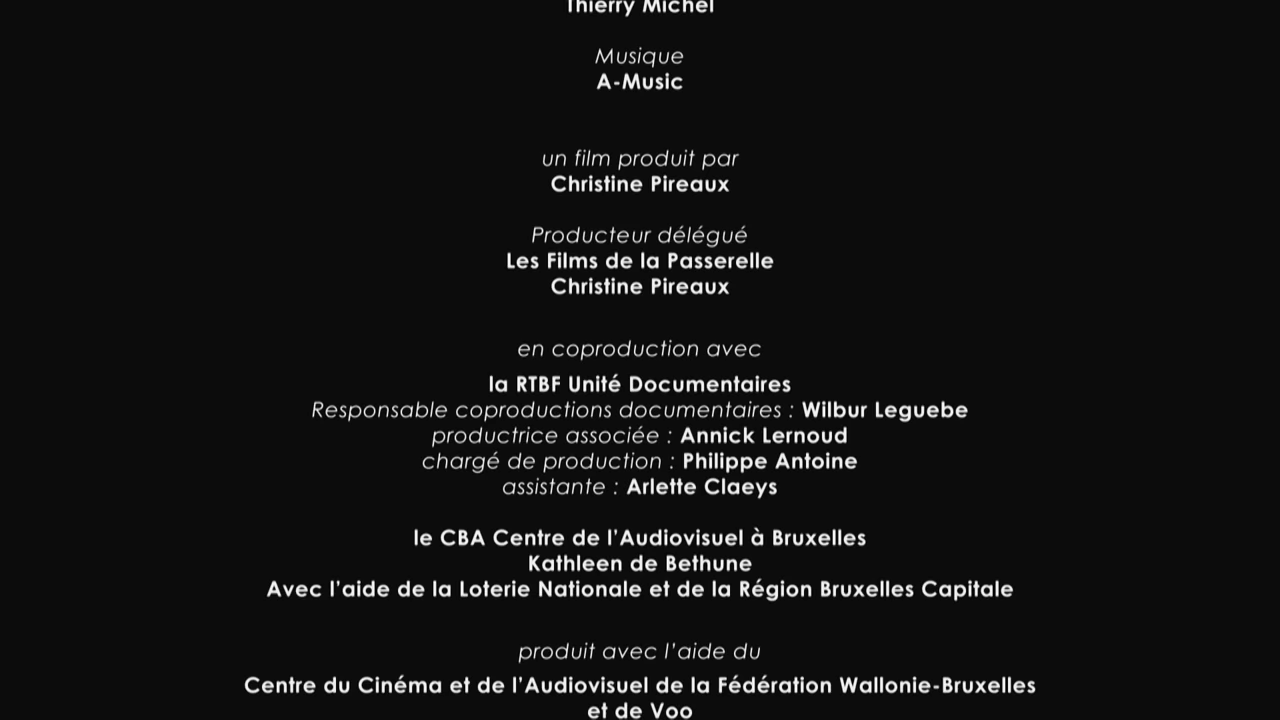 Thierry Michel
Musique
A-Music
un film produit par
Christine Pireaux
Producteur délégué
Les Films de la Passerelle
Christine Pireaux
en coproduction avec
la RTBF Unité Documentaires
Responsable coproductions documentaires : Wilbur Leguebe
productrice associée : Annick Lernoud
chargé de production : Philippe Antoine
assistante : Arlette Claeys
le CBA Centre de l'Audiovisuel à Bruxelles
Kathleen de Bethune
Avec l'aide de la Loterie Nationale et de la Région Bruxelles Capitale
produit avec l'aide du
Centre du Cinéma et de l'Audiovisuel de la Fédération Wallonie-Bruxelles
et de Voo